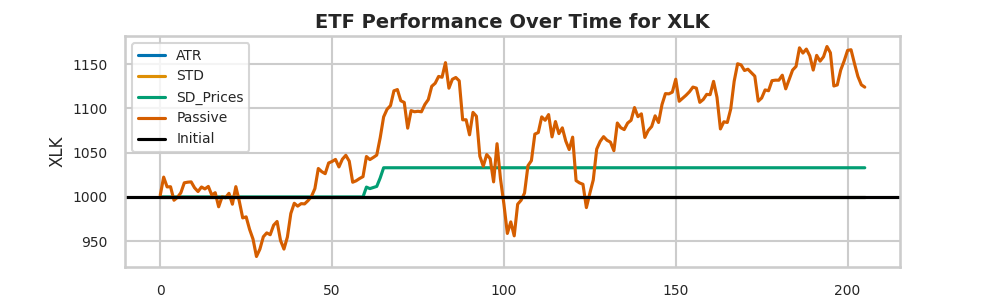 ETF Performance Over Time for XLK
XLK
1150
1100
1050
1000
950
ATR
STD
SD_Prices
Passive
Initial
0 50 100 150 200